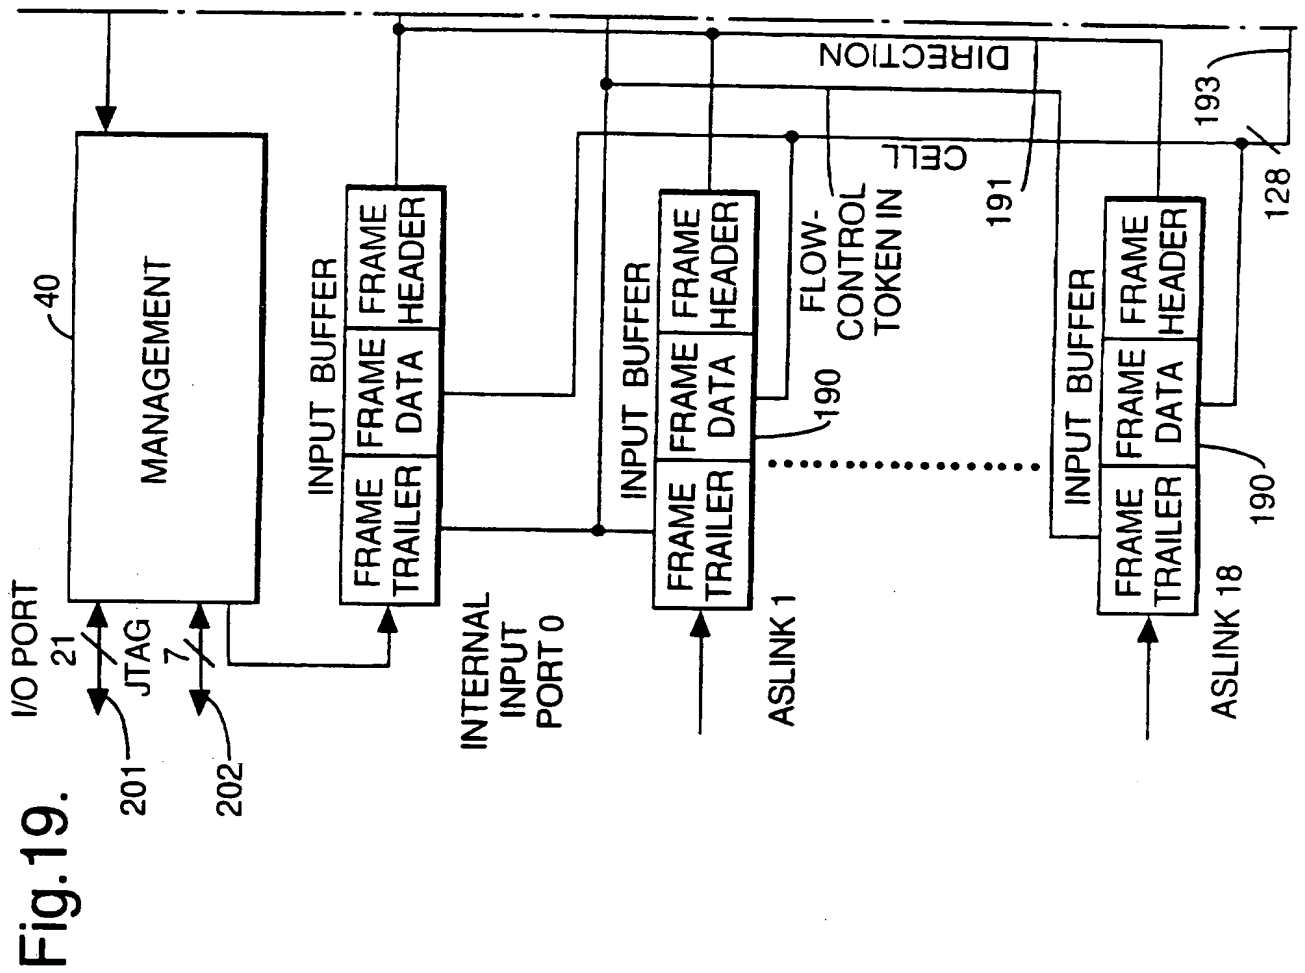 Fig.19.
I/O PORT
21
JTAG
7
201
202
40
MANAGEMENT
INPUT BUFFER
FRAME
TRAILER
FRAME
DATA
FRAME
HEADER
INTERNAL
INPUT
PORT 0
INPUT BUFFER
FRAME
TRAILER
FRAME
DATA
FRAME
HEADER
190
ASLINK 1
FLOW-
CONTROL
TOKEN IN
CELL
DIRECTION
191
INPUT BUFFER
FRAME
TRAILER
FRAME
DATA
FRAME
HEADER
190
ASLINK 18
128
193